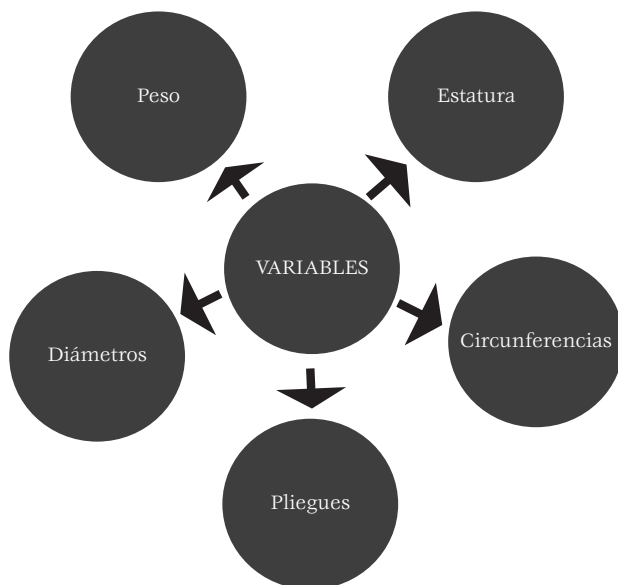 Peso
Estatura
VARIABLES
Diámetros
Circunferencias
Pliegues